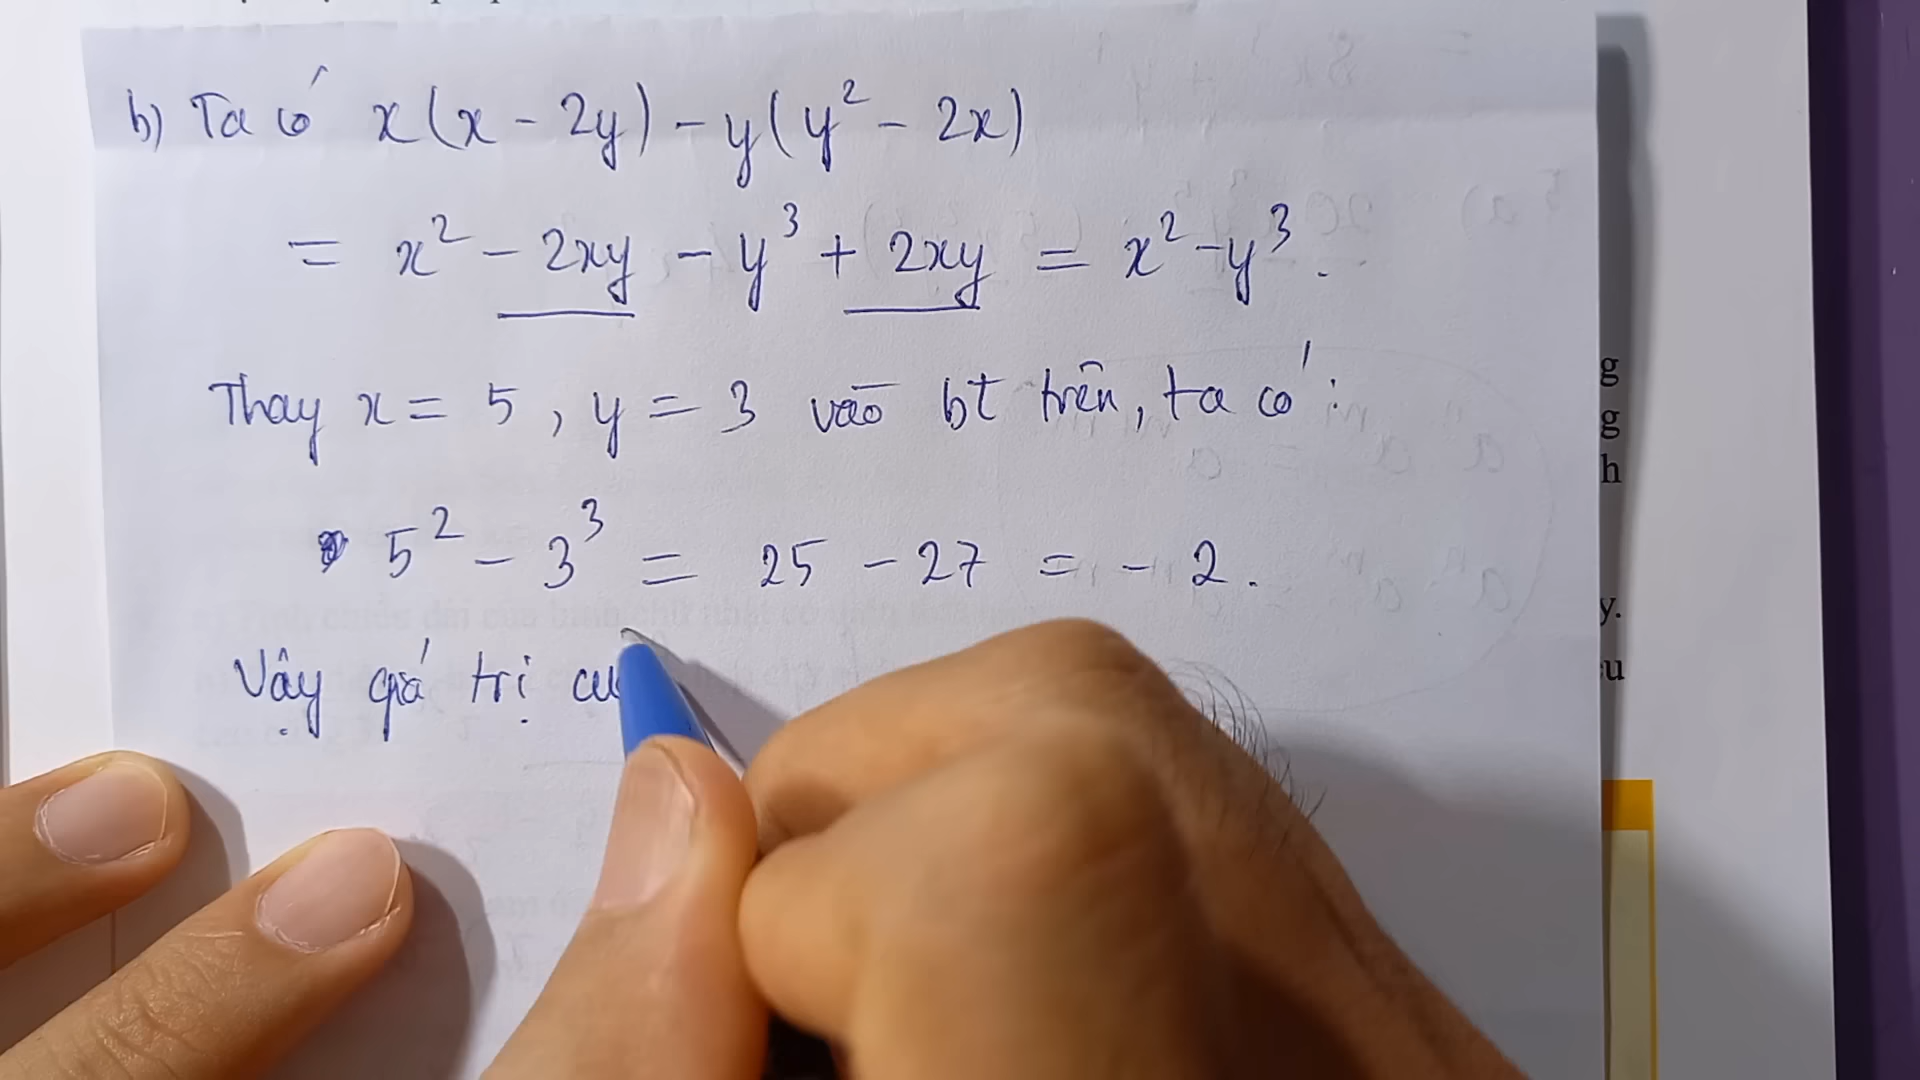 b) Ta có x(x - 2y) - y(y² - 2x)
= x² - 2xy - y³ + 2xy = x² - y³.
Thay x = 5, y = 3 vào bt trên, ta có:
5² - 3³ = 25 - 27 = - 2.
Vậy giá trị củ
g
g
h
y.
u